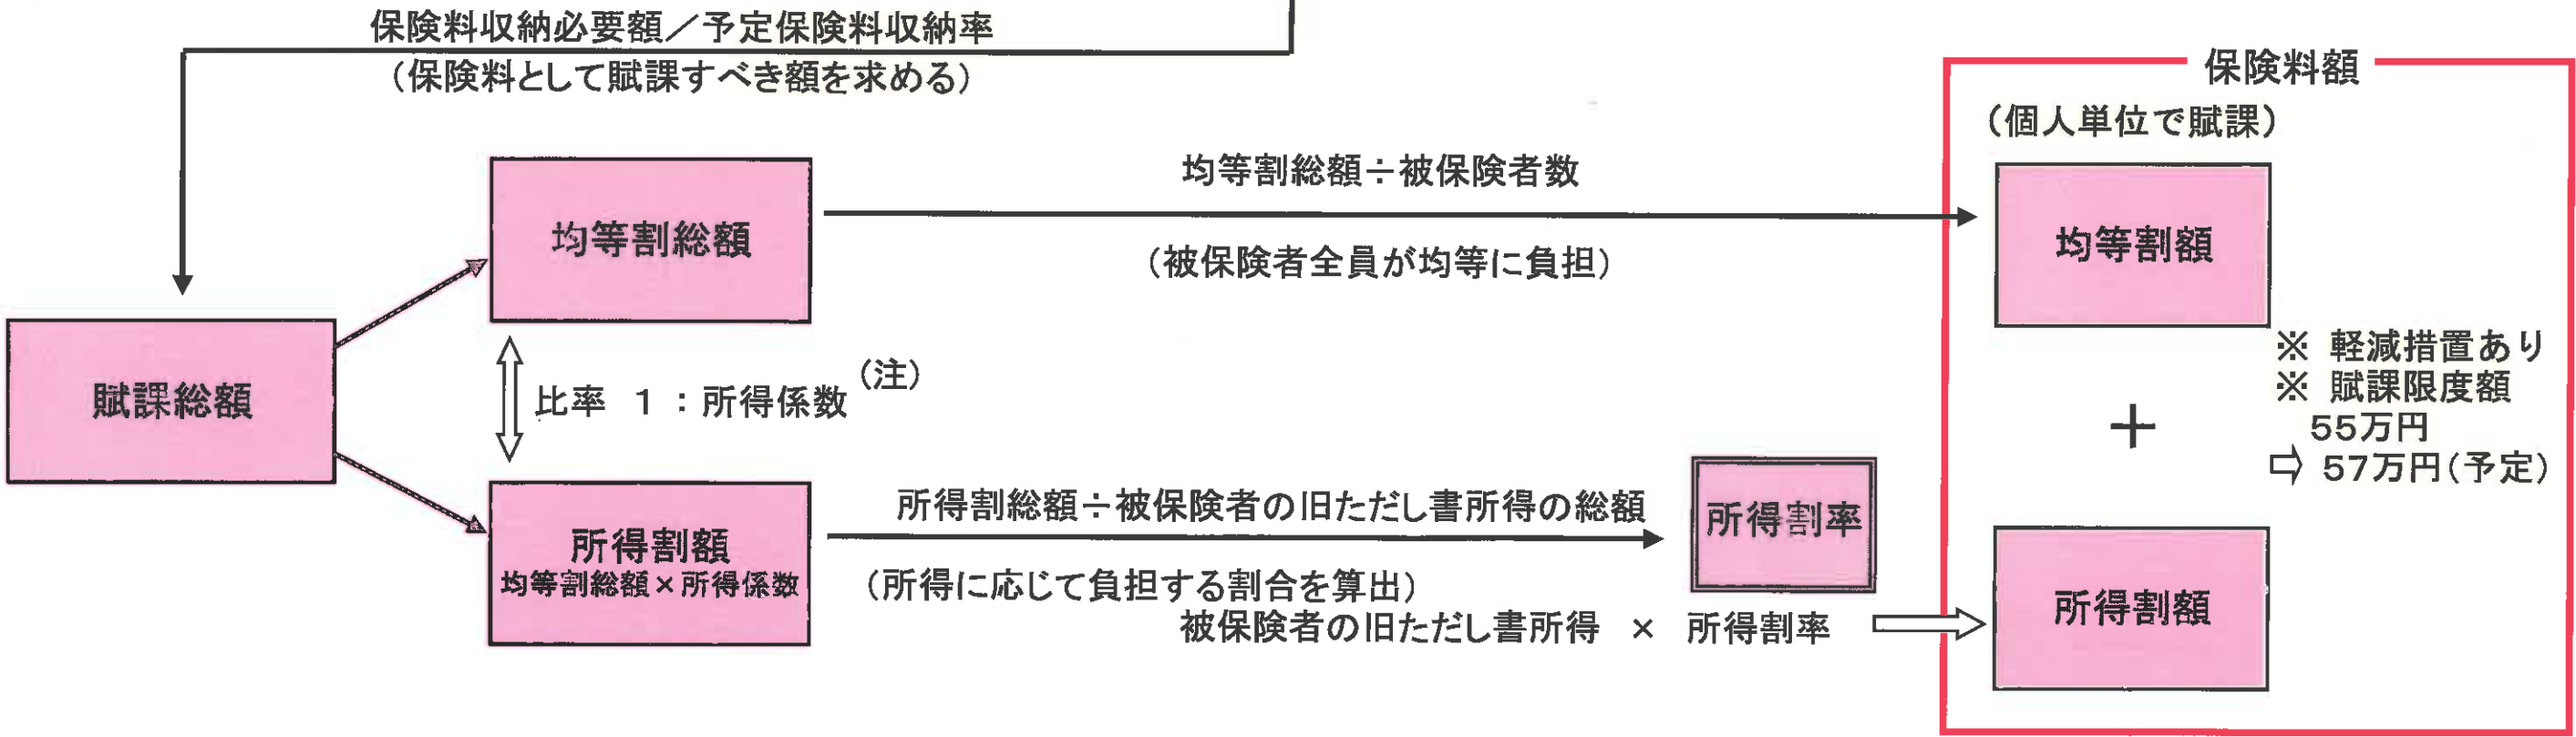 保険料収納必要額／予定保険料収納率
（保険料として賦課すべき額を求める）
保険料額
（個人単位で賦課）
均等割総額÷被保険者数
均等割総額
均等割額
（被保険者全員が均等に負担）
賦課総額
比率　１：所得係数（注）
※ 軽減措置あり
※ 賦課限度額
55万円
⇨ 57万円（予定）
＋
所得割総額÷被保険者の旧ただし書所得の総額
所得割率
所得割額
均等割総額×所得係数
（所得に応じて負担する割合を算出）
被保険者の旧ただし書所得　×　所得割率
所得割額